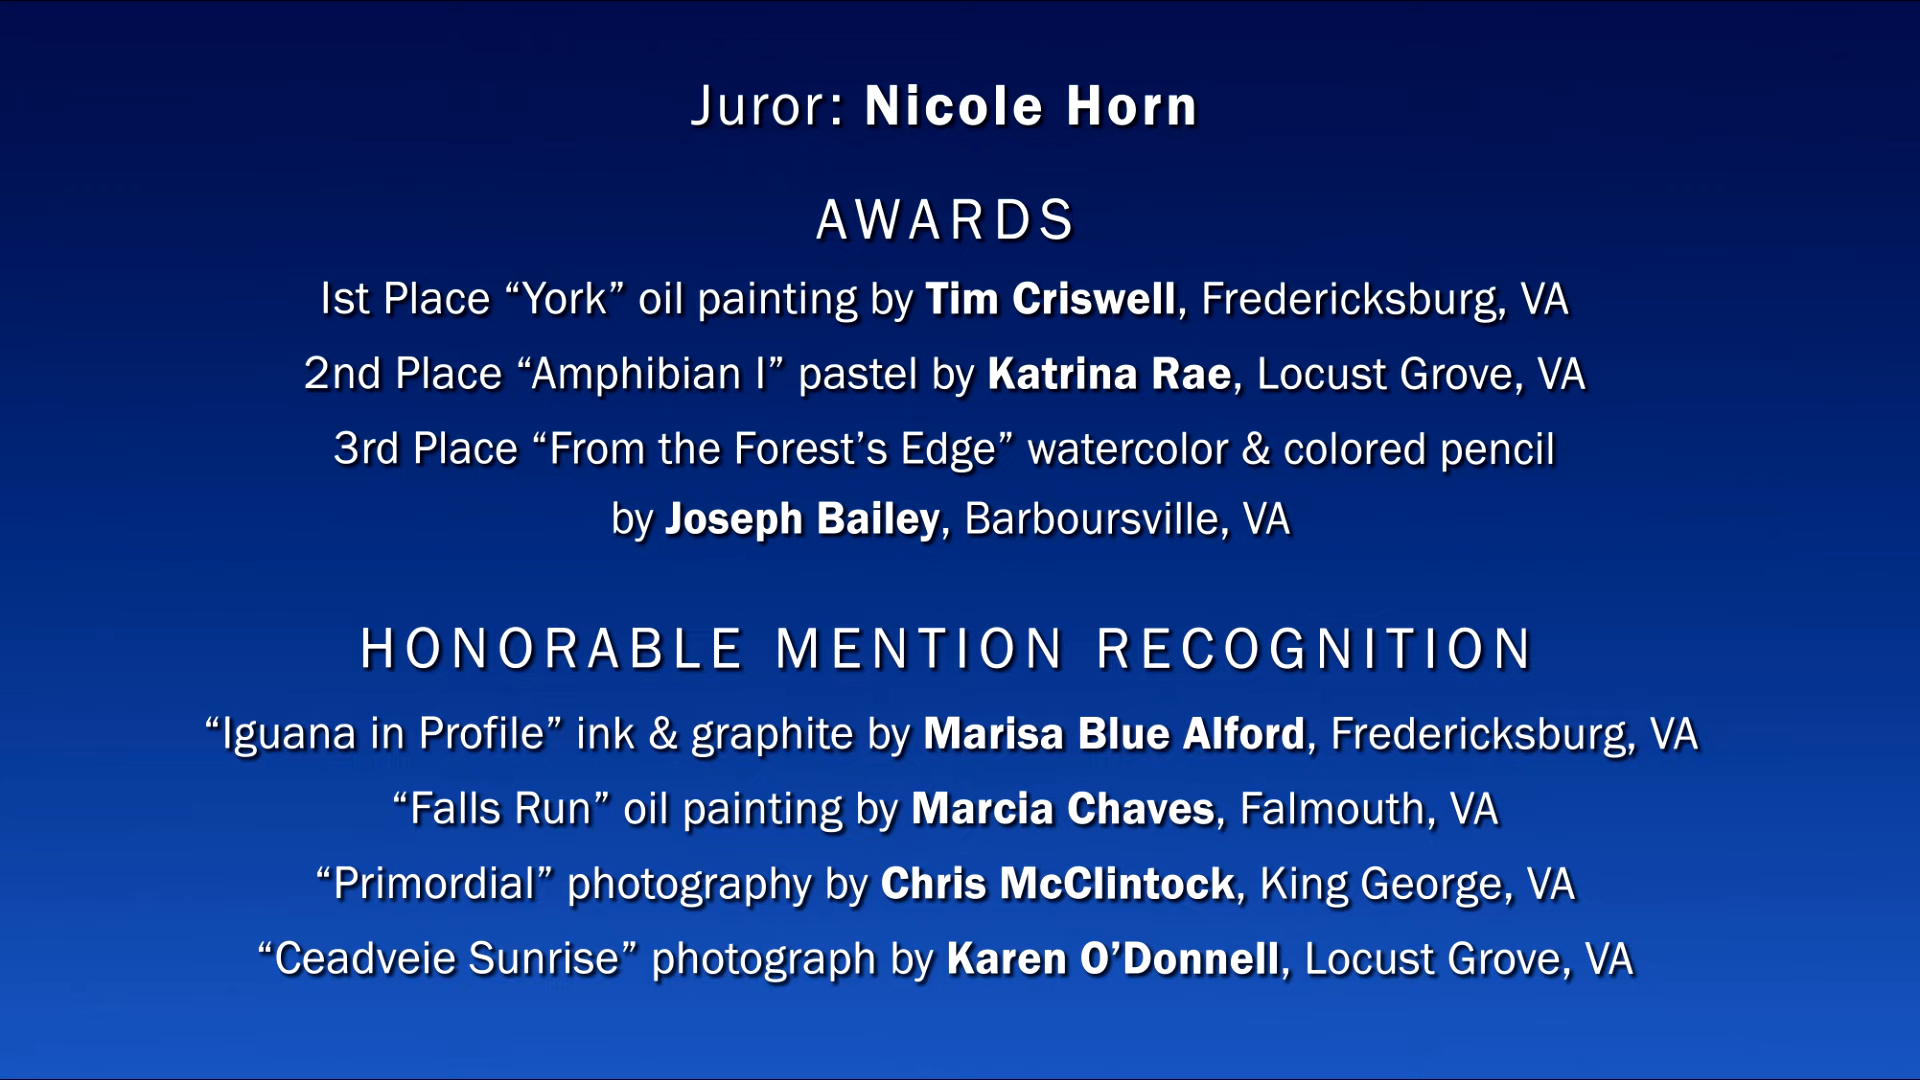 Juror: Nicole Horn
AWARDS
Ist Place “York” oil painting by Tim Criswell, Fredericksburg, VA
2nd Place “Amphibian I” pastel by Katrina Rae, Locust Grove, VA
3rd Place “From the Forest’s Edge” watercolor & colored pencil
by Joseph Bailey, Barboursville, VA
HONORABLE MENTION RECOGNITION
“Iguana in Profile” ink & graphite by Marisa Blue Alford, Fredericksburg, VA
“Falls Run” oil painting by Marcia Chaves, Falmouth, VA
“Primordial” photography by Chris McClintock, King George, VA
“Ceadveie Sunrise” photograph by Karen O’Donnell, Locust Grove, VA